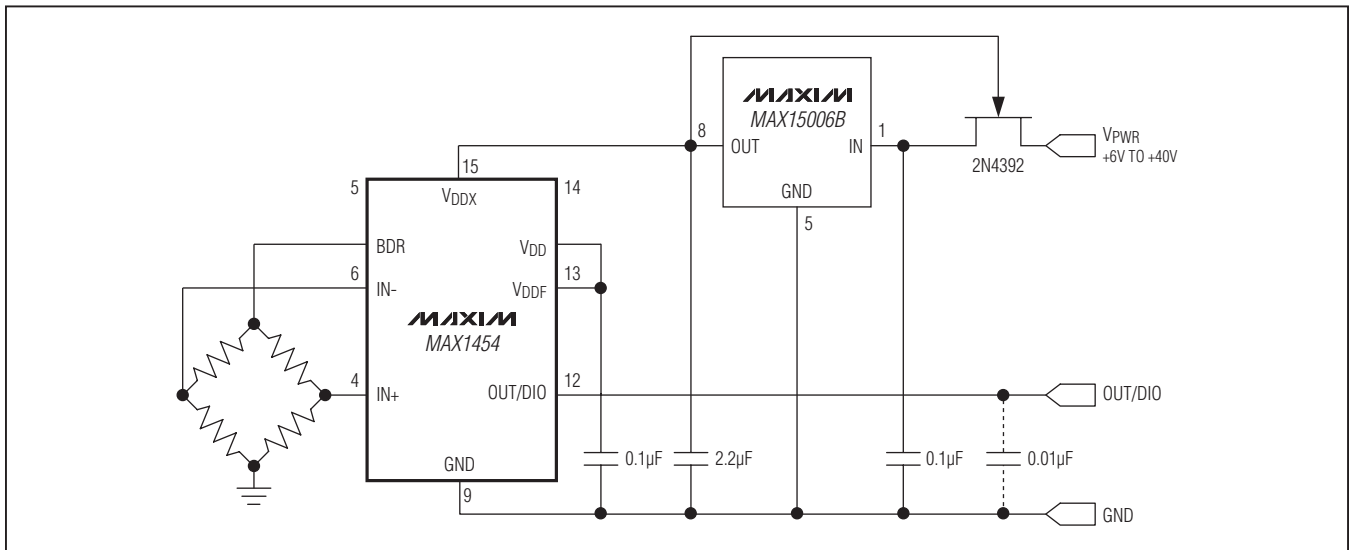 MAXIM
MAX15006B
8
OUT
IN
1
GND
5
2N4392
VPWR
+6V TO +40V
15
5
VDDX
14
BDR
VDD
6
IN-
13
VDDF
MAXIM
MAX1454
4
IN+
OUT/DIO
12
OUT/DIO
GND
9
0.1µF
2.2µF
0.1µF
0.01µF
GND